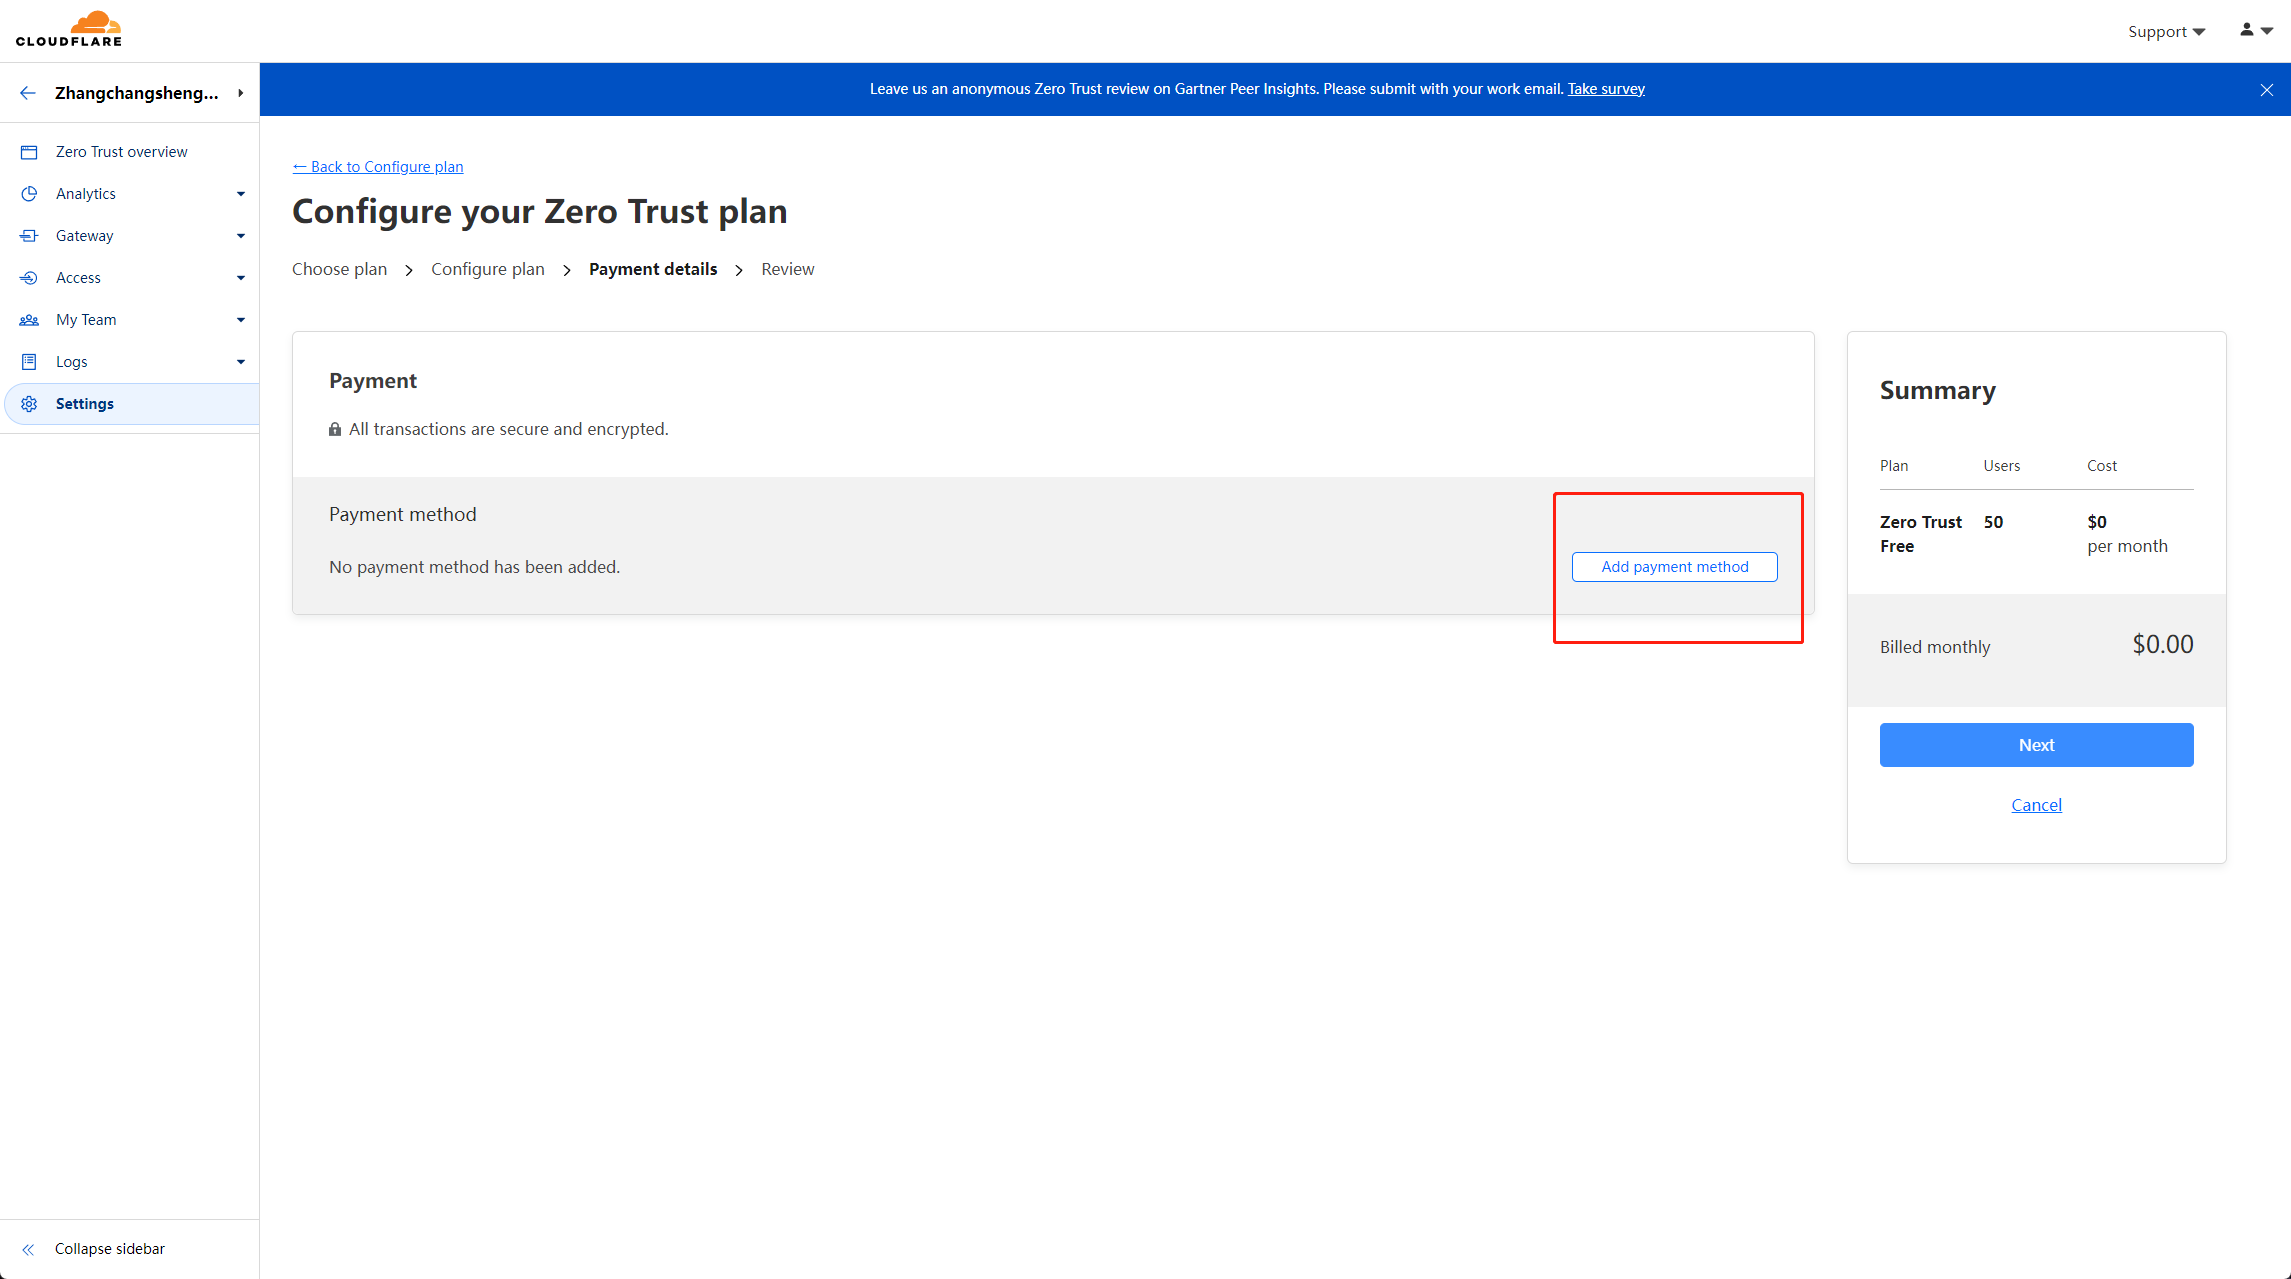 CLOUDFLARE
Support
Zhangchangsheng...
Leave us an anonymous Zero Trust review on Gartner Peer Insights. Please submit with your work email. Take survey
Zero Trust overview
Analytics
Gateway
Access
My Team
Logs
Settings
Collapse sidebar
← Back to Configure plan
Configure your Zero Trust plan
Choose plan > Configure plan > Payment details > Review
Payment
All transactions are secure and encrypted.
Payment method
No payment method has been added.
Add payment method
Summary
Plan Users Cost
Zero Trust 50 $0
Free per month
Billed monthly $0.00
Next
Cancel